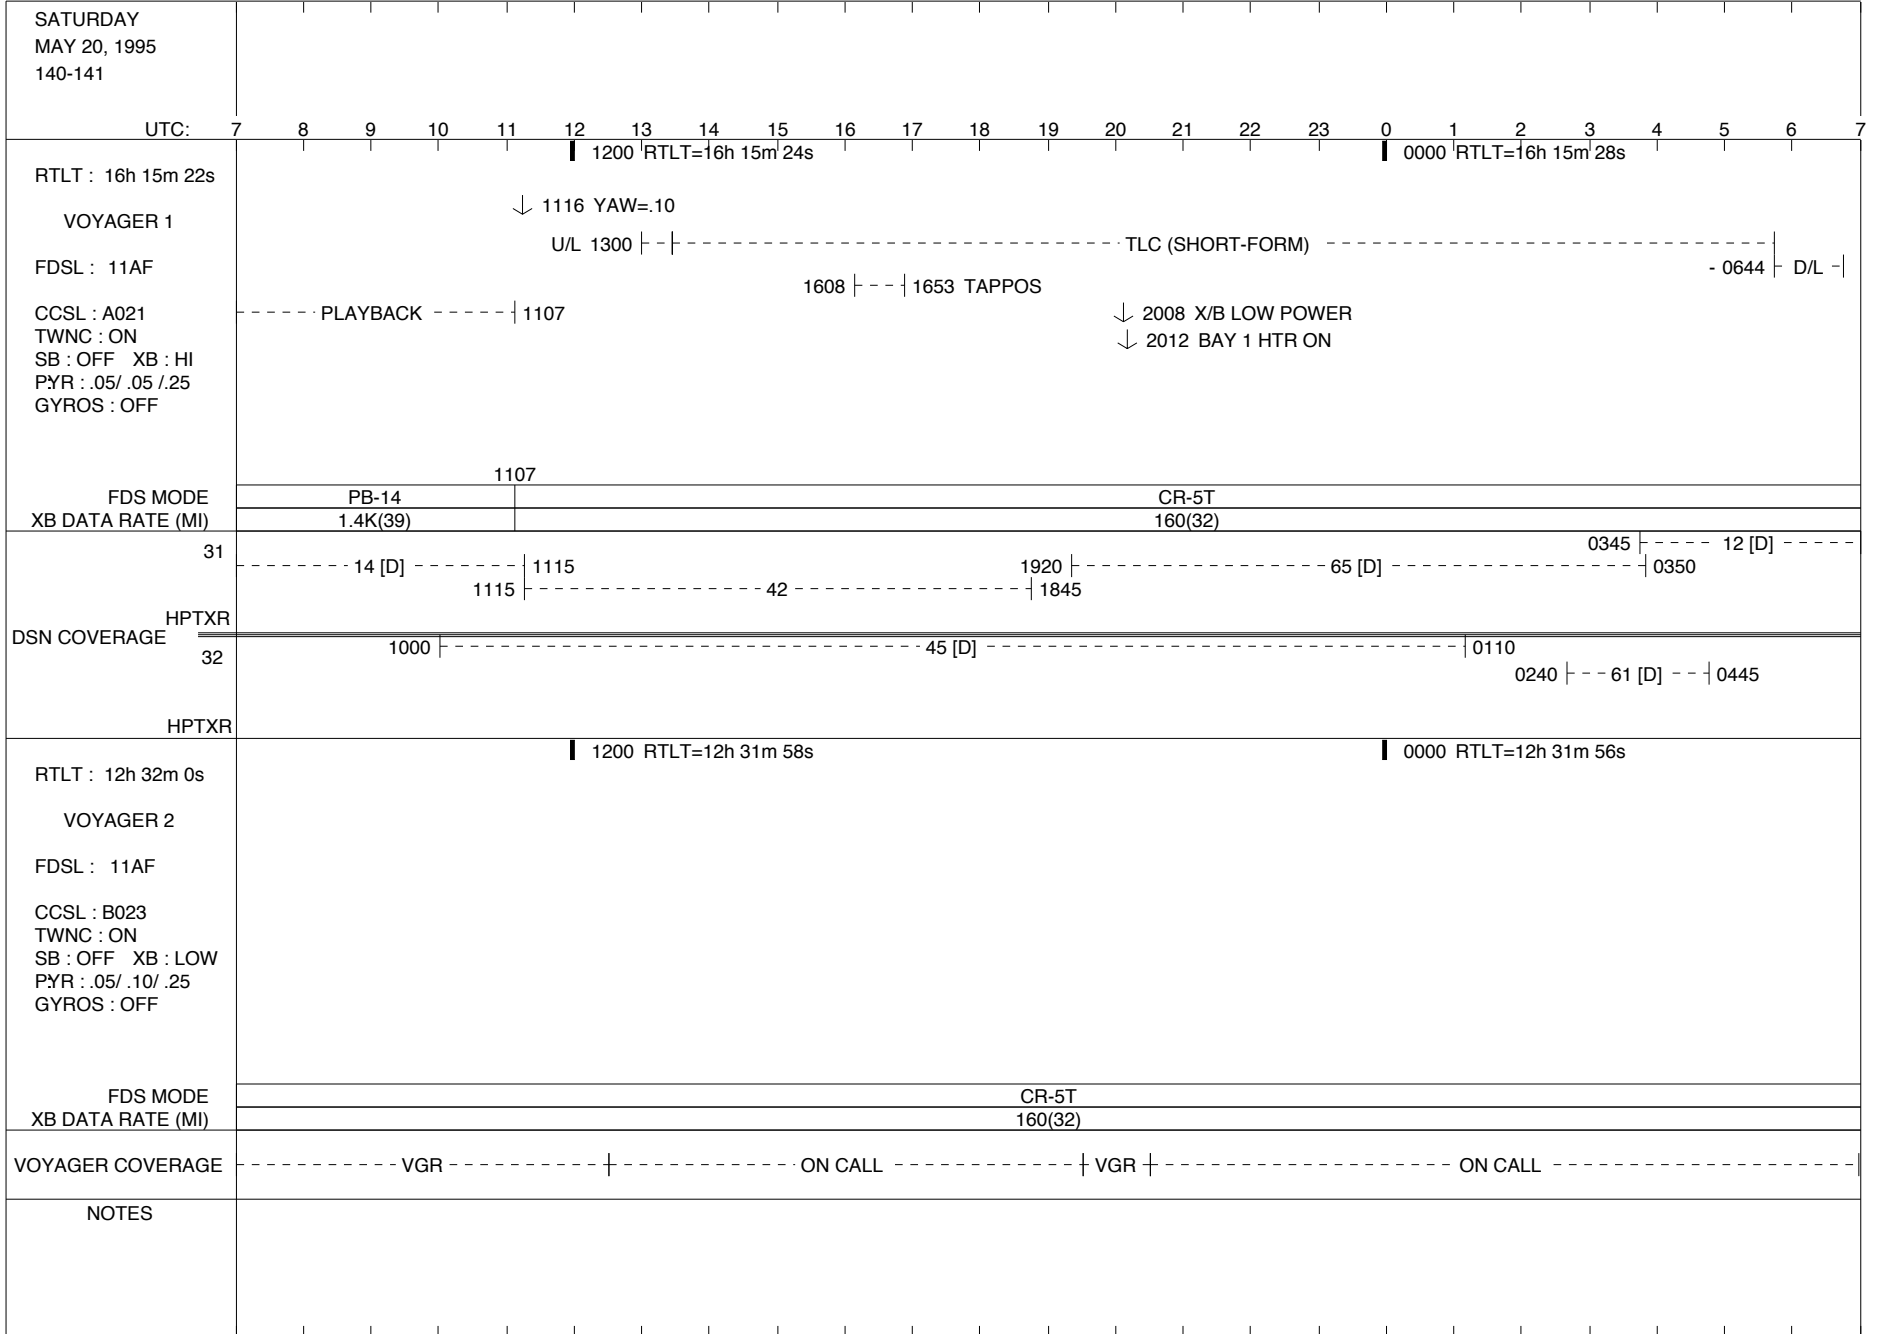 SATURDAY
MAY 20, 1995
140-141
UTC: 7 8 9 10 11 12 13 14 15 16 17 18 19 20 21 22 23 0 1 2 3 4 5 6 7
1200 RTLT=16h 15m 24s 0000 RTLT=16h 15m 28s
RTLT : 16h 15m 22s
1116 YAW=.10
VOYAGER 1
U/L 1300 TLC (SHORT-FORM)
FDSL : 11AF - 0644 D/L
1608 1653 TAPPOS
CCSL : A021 PLAYBACK 1107 2008 X/B LOW POWER
TWNC : ON 2012 BAY 1 HTR ON
SB : OFF XB : HI
PYR : .05/ .05 /.25
GYROS : OFF
1107
FDS MODE PB-14 CR-5T
XB DATA RATE (MI) 1.4K(39) 160(32)
31 0345 12 [D]
14 [D] 1115 1920 65 [D] 0350
1115 42 1845
HPTXR
DSN COVERAGE
32 1000 45 [D] 0110
0240 61 [D] 0445
HPTXR
1200 RTLT=12h 31m 58s 0000 RTLT=12h 31m 56s
RTLT : 12h 32m 0s
VOYAGER 2
FDSL : 11AF
CCSL : B023
TWNC : ON
SB : OFF XB : LOW
PYR : .05/ .10/ .25
GYROS : OFF
FDS MODE CR-5T
XB DATA RATE (MI) 160(32)
VOYAGER COVERAGE VGR ON CALL VGR ON CALL
NOTES